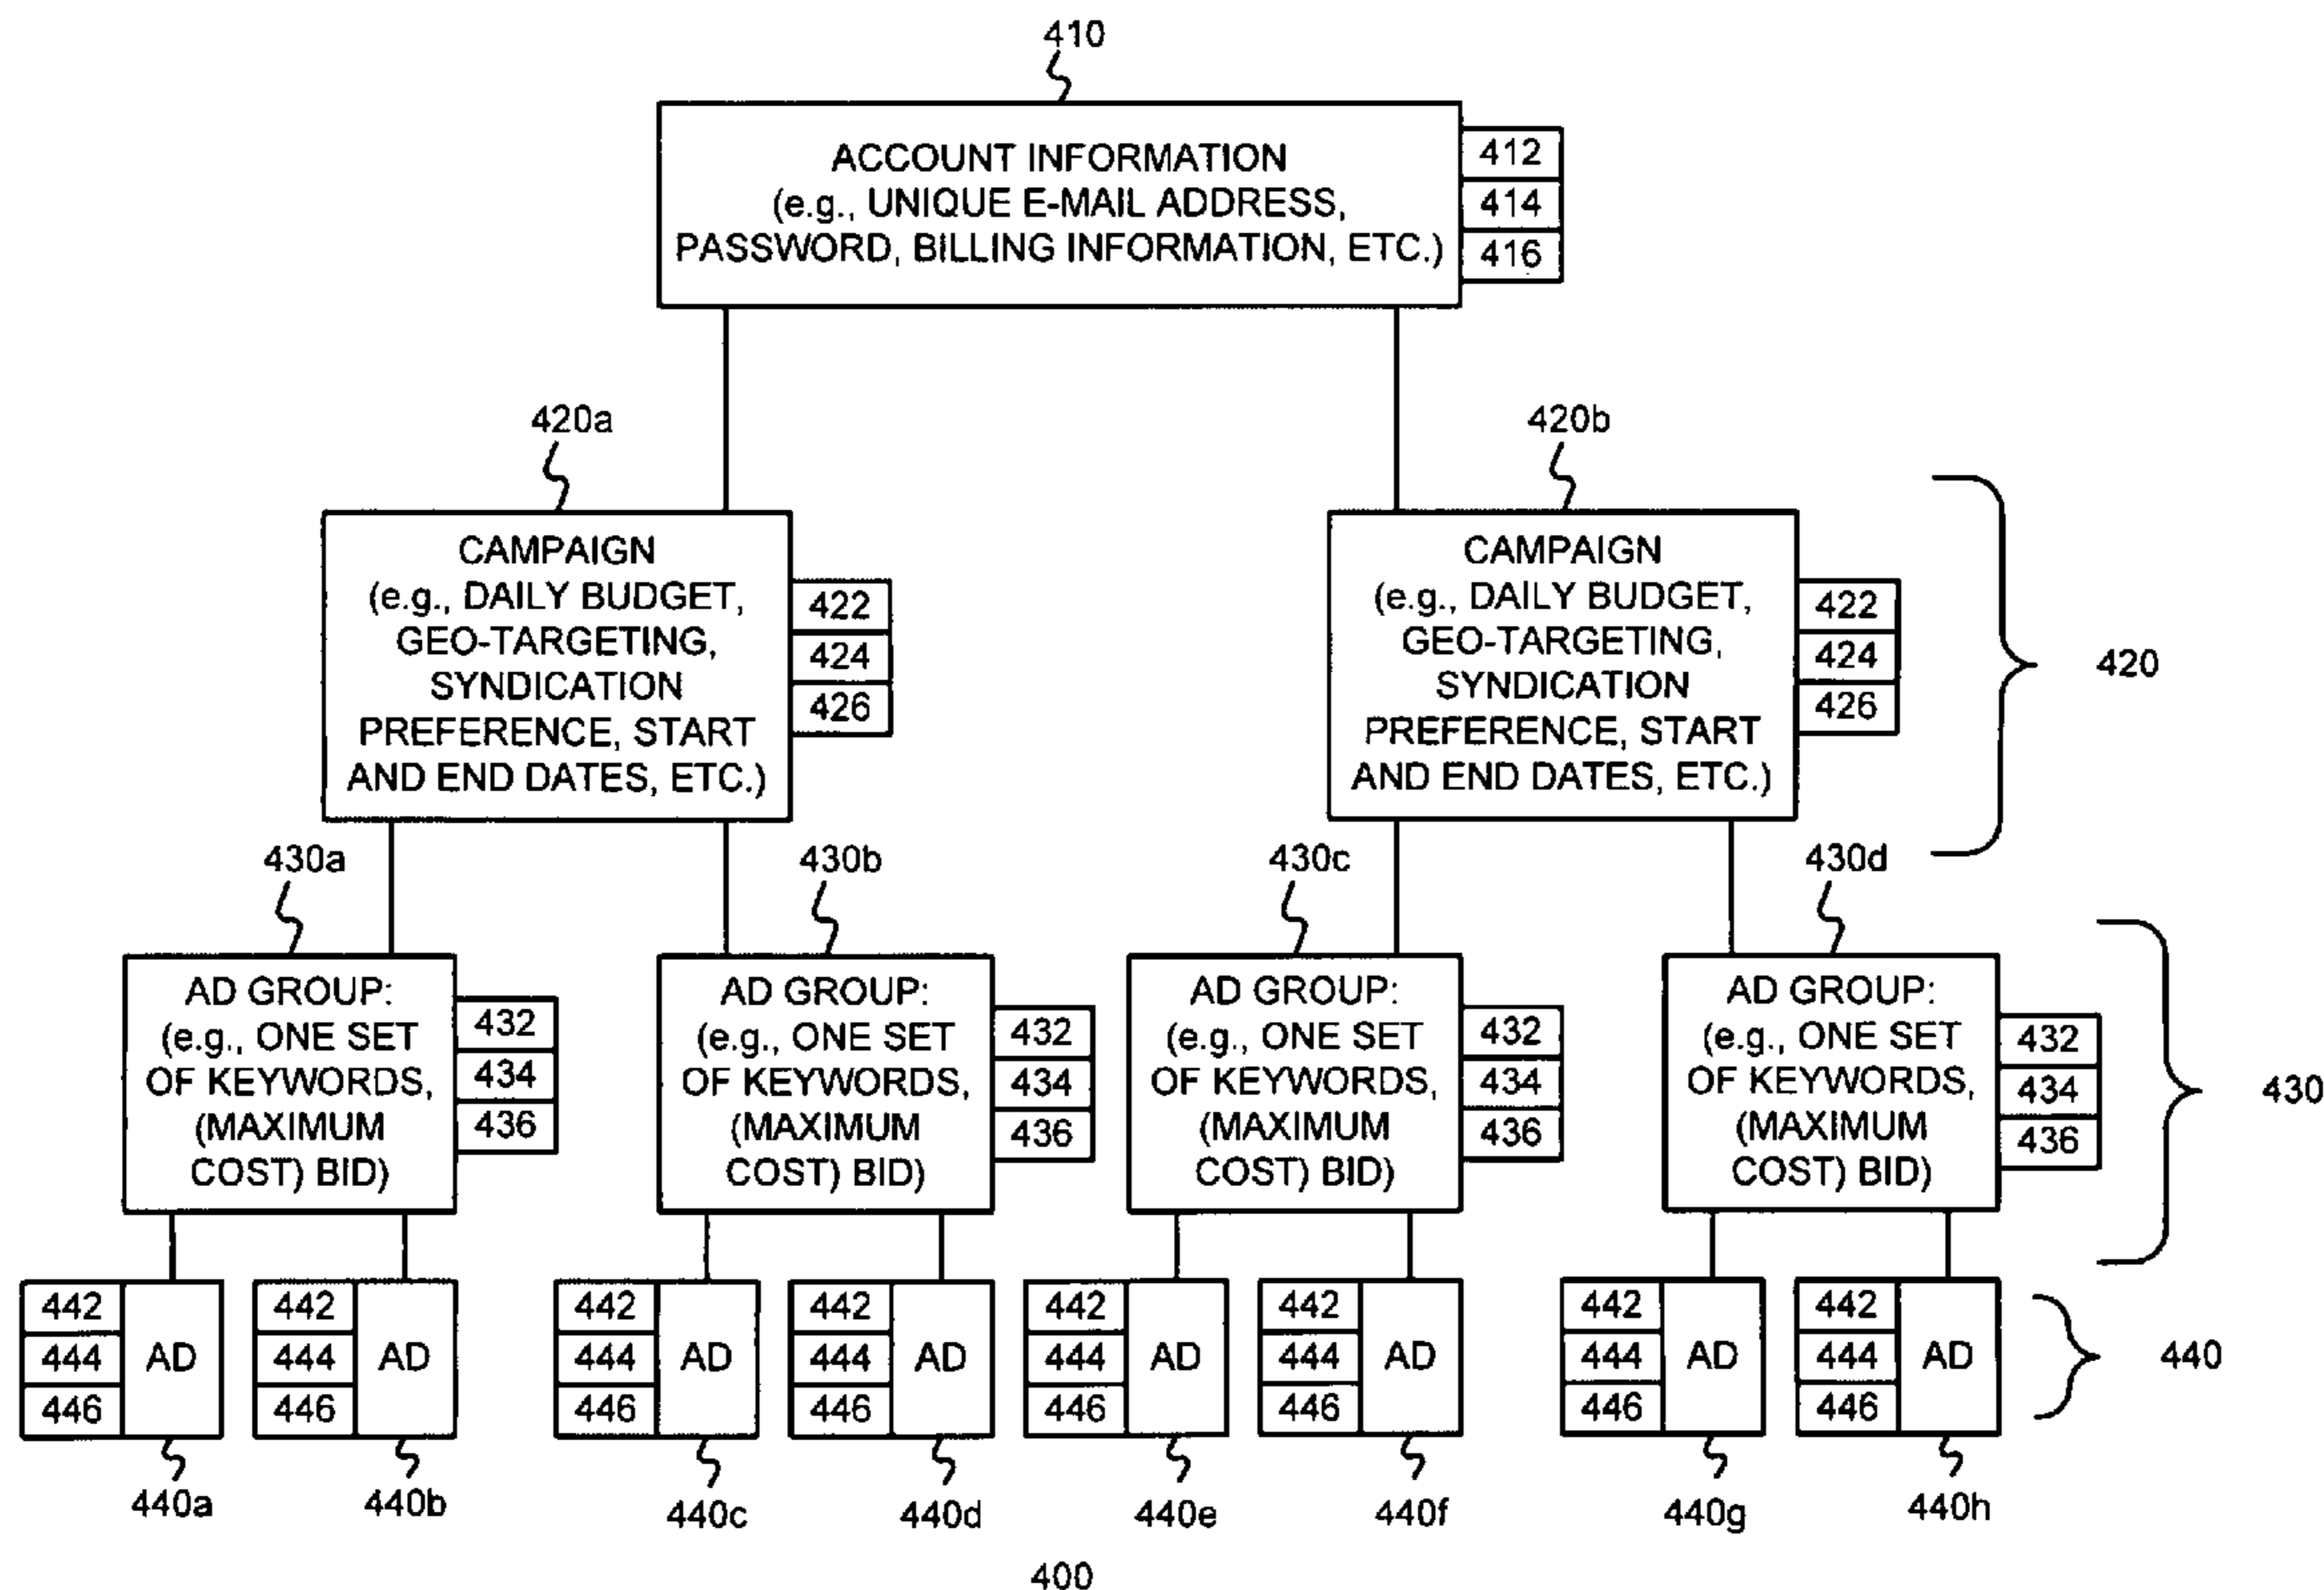 410
ACCOUNT INFORMATION
(e.g., UNIQUE E-MAIL ADDRESS,
PASSWORD, BILLING INFORMATION, ETC.)
412
414
416
420a
CAMPAIGN
(e.g., DAILY BUDGET,
GEO-TARGETING,
SYNDICATION
PREFERENCE, START
AND END DATES, ETC.)
422
424
426
420b
CAMPAIGN
(e.g., DAILY BUDGET,
GEO-TARGETING,
SYNDICATION
PREFERENCE, START
AND END DATES, ETC.)
422
424
426
420
430a
AD GROUP:
(e.g., ONE SET
OF KEYWORDS,
(MAXIMUM
COST) BID)
432
434
436
430b
AD GROUP:
(e.g., ONE SET
OF KEYWORDS,
(MAXIMUM
COST) BID)
432
434
436
430c
AD GROUP:
(e.g., ONE SET
OF KEYWORDS,
(MAXIMUM
COST) BID)
432
434
436
430d
AD GROUP:
(e.g., ONE SET
OF KEYWORDS,
(MAXIMUM
COST) BID)
432
434
436
430
442
444
446
AD
440a
442
444
446
AD
440b
442
444
446
AD
440c
442
444
446
AD
440d
442
444
446
AD
440e
442
444
446
AD
440f
442
444
446
AD
440g
442
444
446
AD
440h
440
400